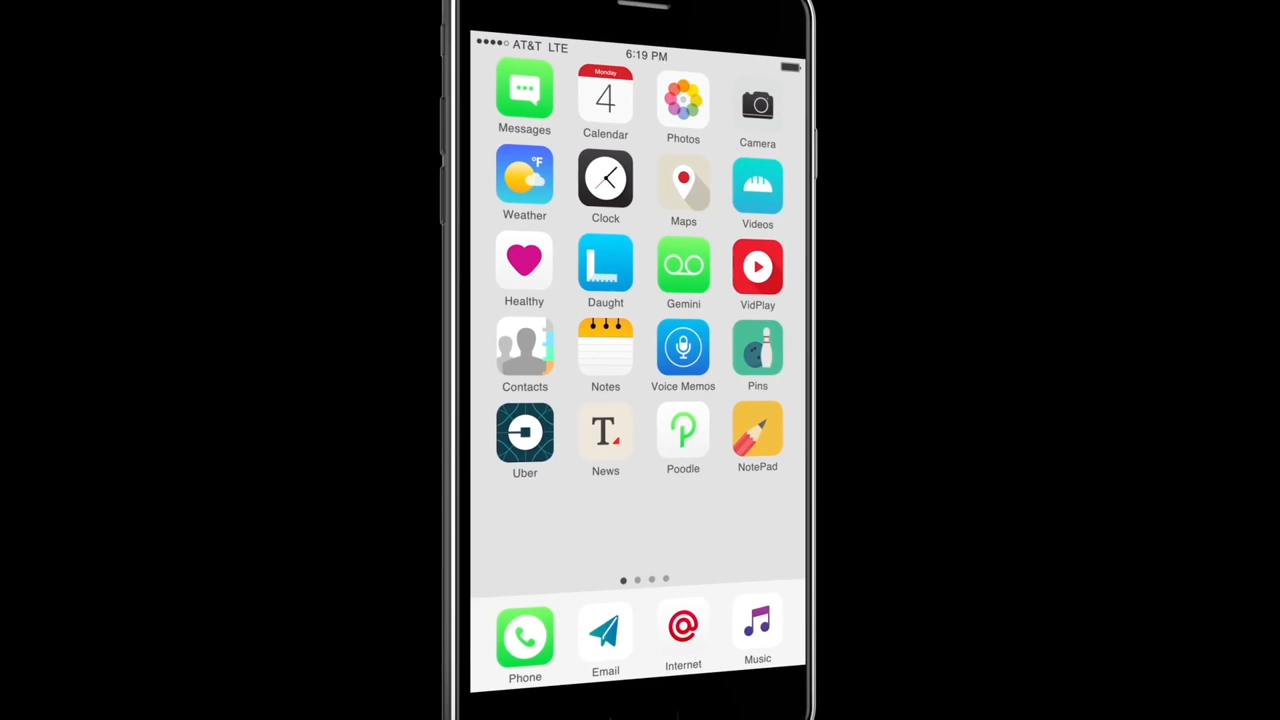 AT&T LTE 6:19 PM
Monday
4
Messages Calendar Photos Camera
°F
Weather Clock Maps Videos
Healthy Daught Gemini VidPlay
Contacts Notes Voice Memos Pins
T.
Uber News Poodle NotePad
@
Phone Email Internet Music